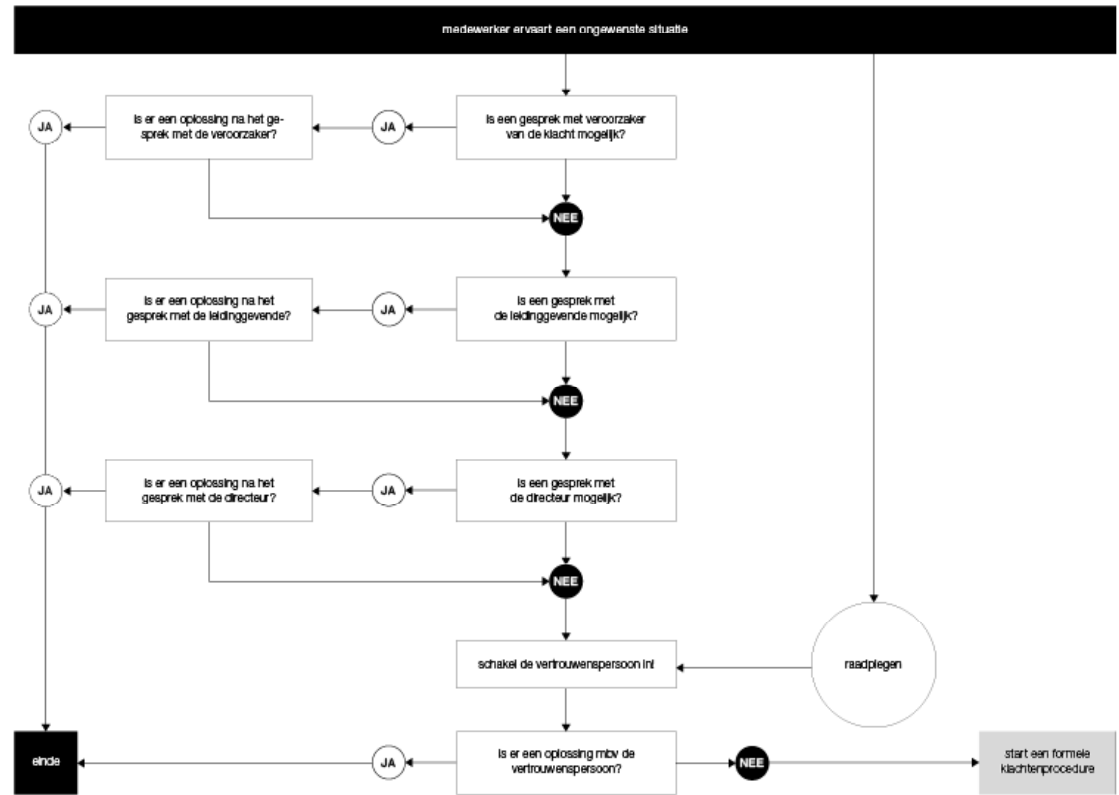 medewerker ervaart een ongewenste situatie
JA
Is er een oplossing na het ge-
sprek met de veroorzaker?
JA
Is een gesprek met veroorzaker
van de klacht mogelijk?
NEE
JA
Is er een oplossing na het
gesprek met de leidinggevende?
JA
Is een gesprek met
de leidinggevende mogelijk?
NEE
JA
Is er een oplossing na het
gesprek met de directeur?
JA
Is een gesprek met
de directeur mogelijk?
NEE
schakel de vertrouwenspersoon in!
raadplegen
einde
JA
Is er een oplossing mbv de
vertrouwenspersoon?
NEE
start een formele
klachtenprocedure